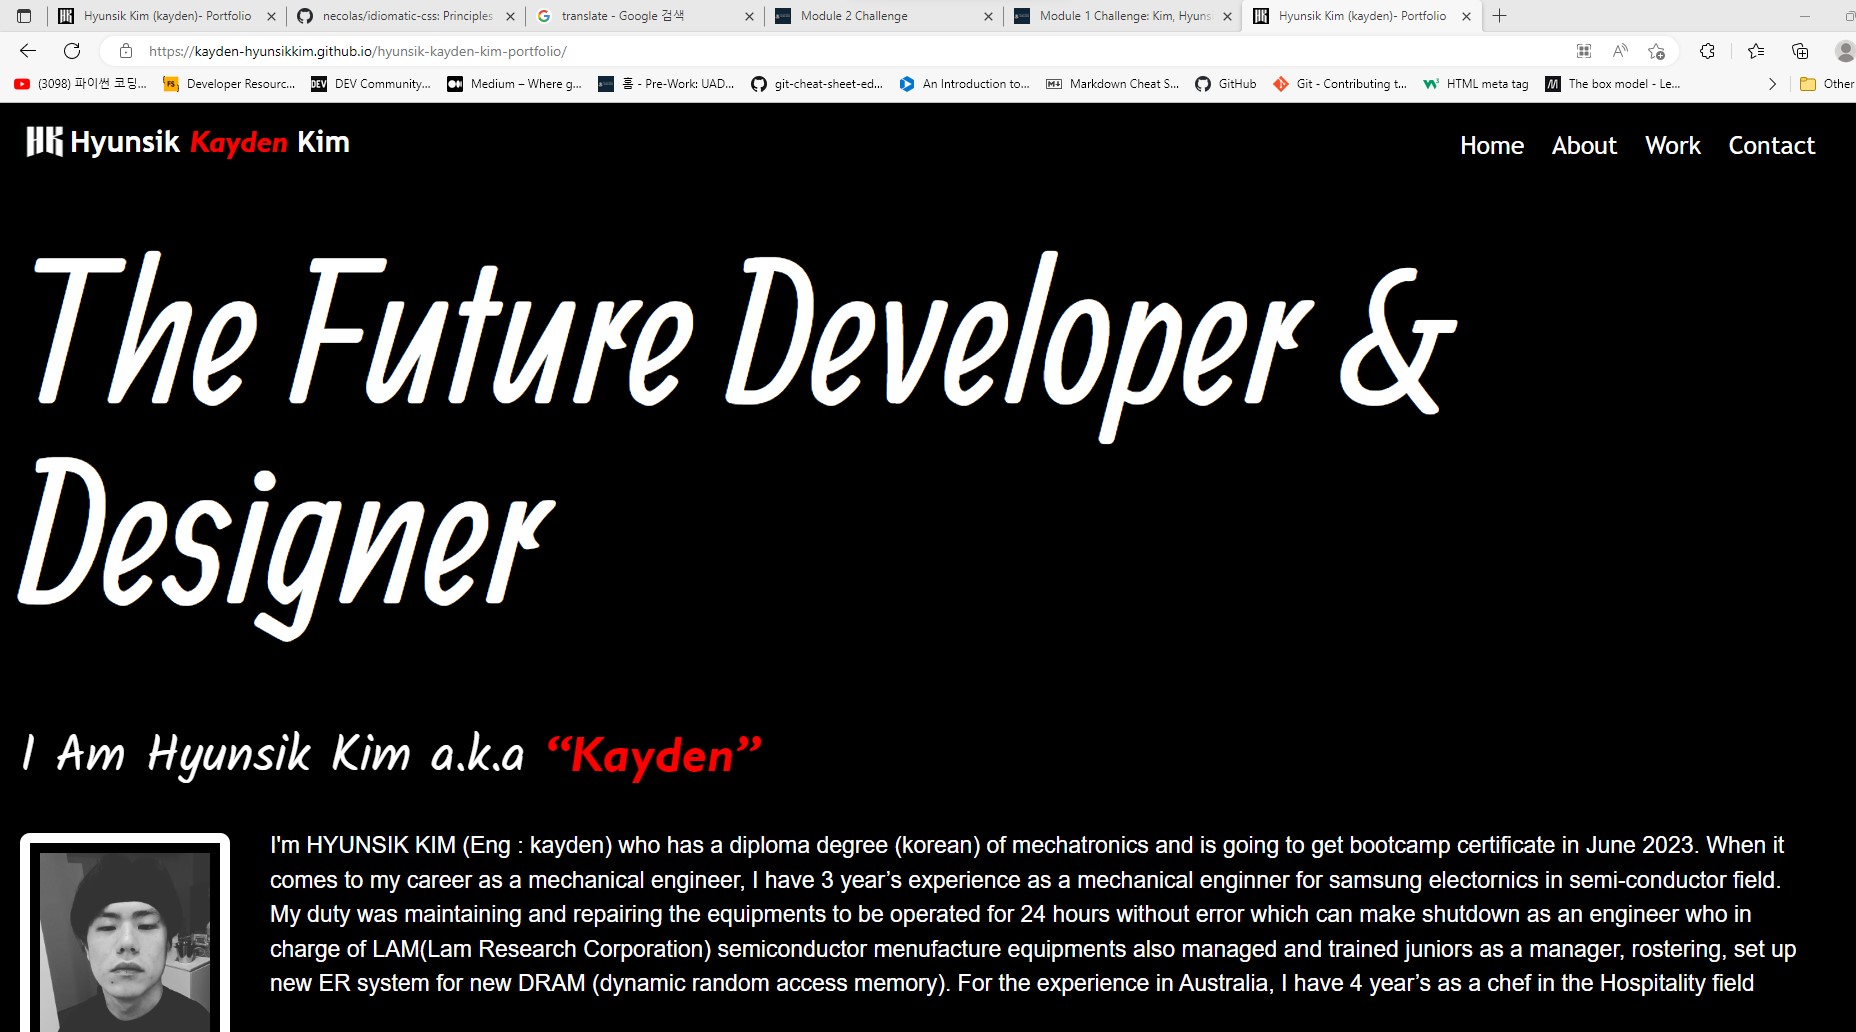 Hyunsik Kim (kayden)- Portfolio
necolas/idiomatic-css: Principles
translate - Google 검색
Module 2 Challenge
Module 1 Challenge: Kim, Hyuns
Hyunsik Kim (kayden)- Portfolio
https://kayden-hyunsikkim.github.io/hyunsik-kayden-kim-portfolio/
(3098) 파이썬 코딩...
Developer Resourc...
DEV Community...
Medium – Where g...
홈 - Pre-Work: UAD...
git-cheat-sheet-ed...
An Introduction to...
Markdown Cheat S...
GitHub
Git - Contributing t...
HTML meta tag
The box model - Le...
Other
HK Hyunsik Kayden Kim
Home About Work Contact
The Future Developer &
Designer
I Am Hyunsik Kim a.k.a “Kayden”
I'm HYUNSIK KIM (Eng : kayden) who has a diploma degree (korean) of mechatronics and is going to get bootcamp certificate in June 2023. When it
comes to my career as a mechanical engineer, I have 3 year’s experience as a mechanical enginner for samsung electornics in semi-conductor field.
My duty was maintaining and repairing the equipments to be operated for 24 hours without error which can make shutdown as an engineer who in
charge of LAM(Lam Research Corporation) semiconductor menufacture equipments also managed and trained juniors as a manager, rostering, set up
new ER system for new DRAM (dynamic random access memory). For the experience in Australia, I have 4 year’s as a chef in the Hospitality field